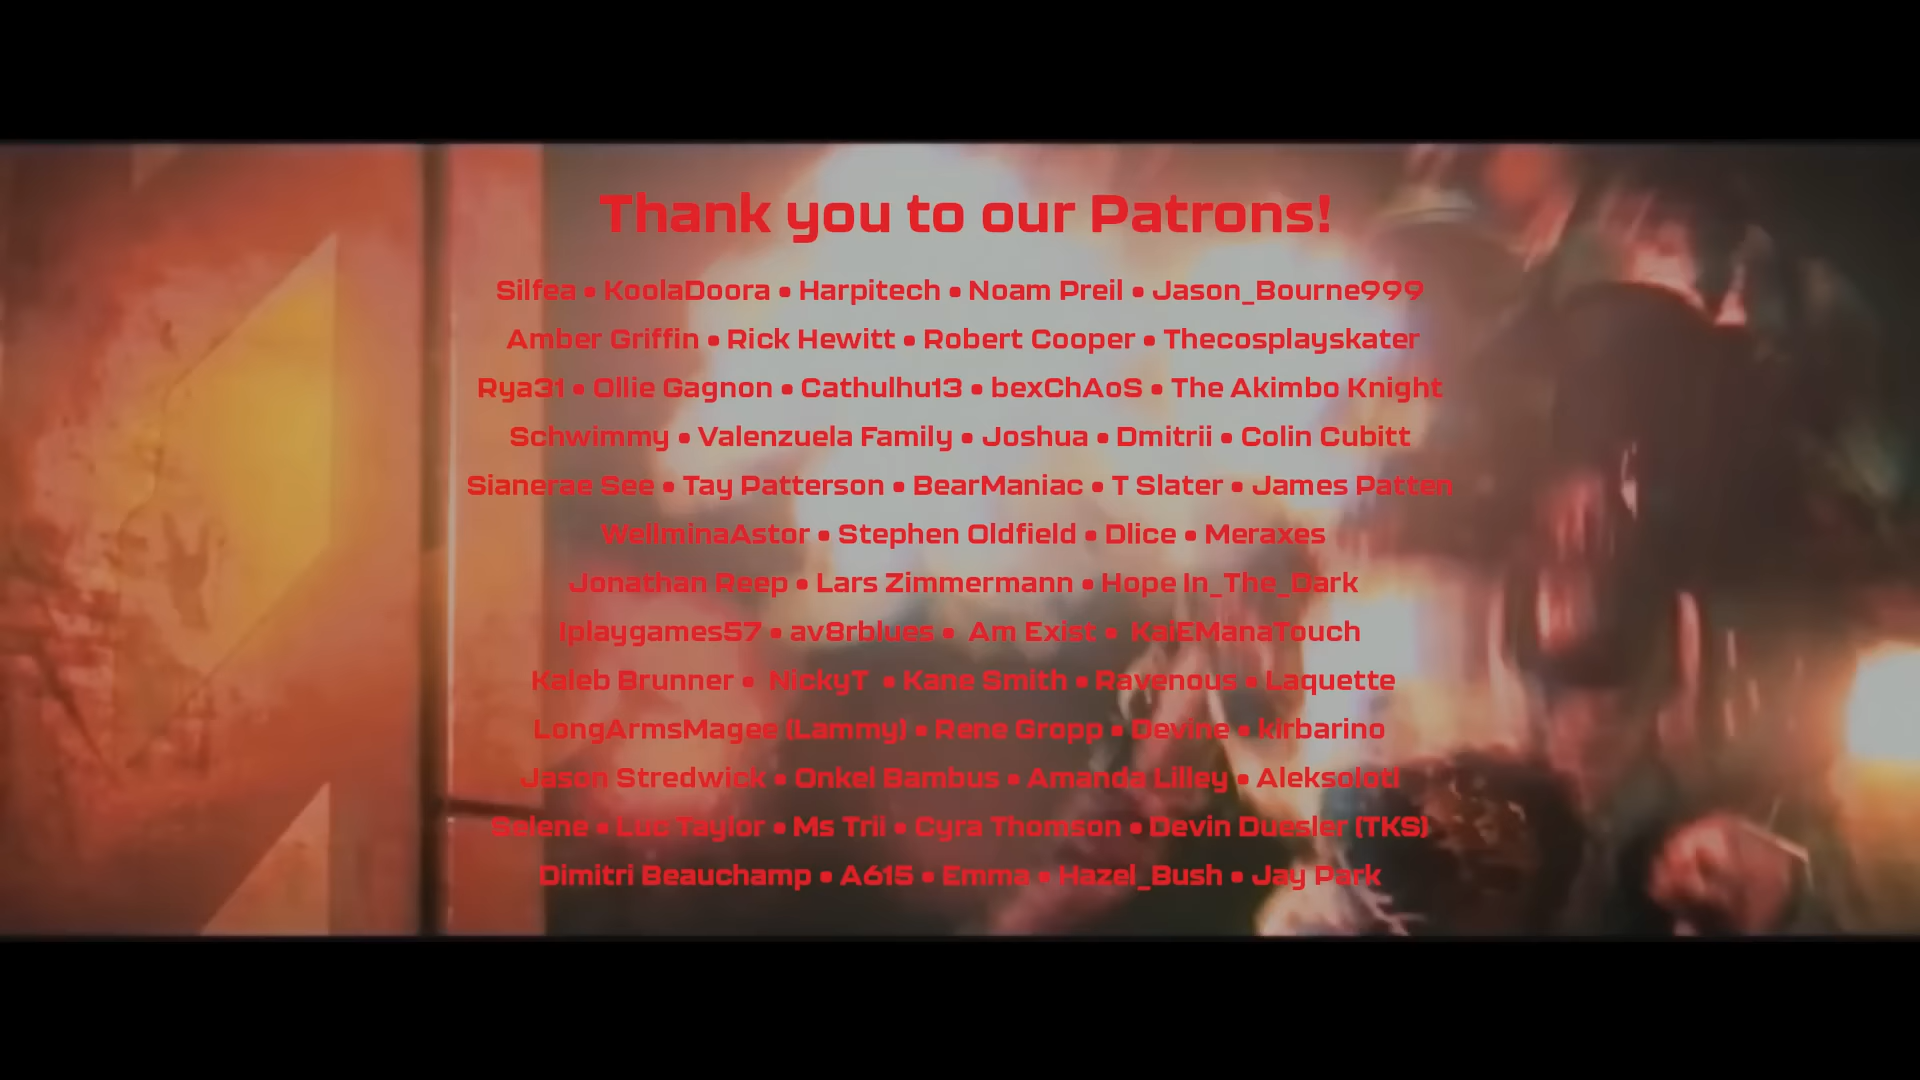 Thank you to our Patrons!
Silfea • KoolaDoora • Harpitech • Noam Preil • Jason_Bourne999
Amber Griffin • Rick Hewitt • Robert Cooper • Thecosplayskater
Rya31 • Ollie Gagnon • Cathulhu13 • bexChAoS • The Akimbo Knight
Schwimmy • Valenzuela Family • Joshua • Dmitrii • Colin Cubitt
Sianerae See • Tay Patterson • BearManiac • T Slater • James Patten
WellminaAstor • Stephen Oldfield • Dlice • Meraxes
Jonathan Reep • Lars Zimmermann • Hope In_The_Dark
Iplaygames57 • av8rblues • Am Exist • KaiEManaTouch
Kaleb Brunner • NickyT • Kane Smith • Ravenous • Laquette
LongArmsMagee (Lammy) • Rene Gropp • Devine • kirbarino
Jason Stredwick • Onkel Bambus • Amanda Lilley • Aleksolotl
Selene • Luc Taylor • Ms Trii • Cyra Thomson • Devin Duesler (TKS)
Dimitri Beauchamp • A615 • Emma • Hazel_Bush • Jay Park